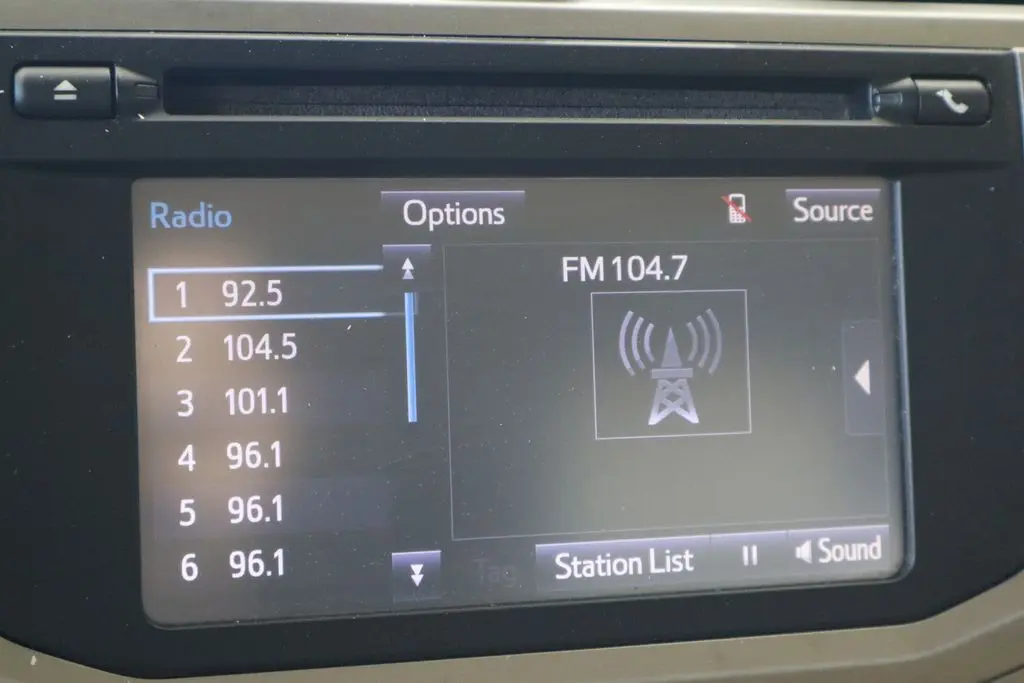 Radio
Options
Source
FM 104.7
1 92.5
2 104.5
3 101.1
4 96.1
5 96.1
6 96.1
Tag
Station List
Sound